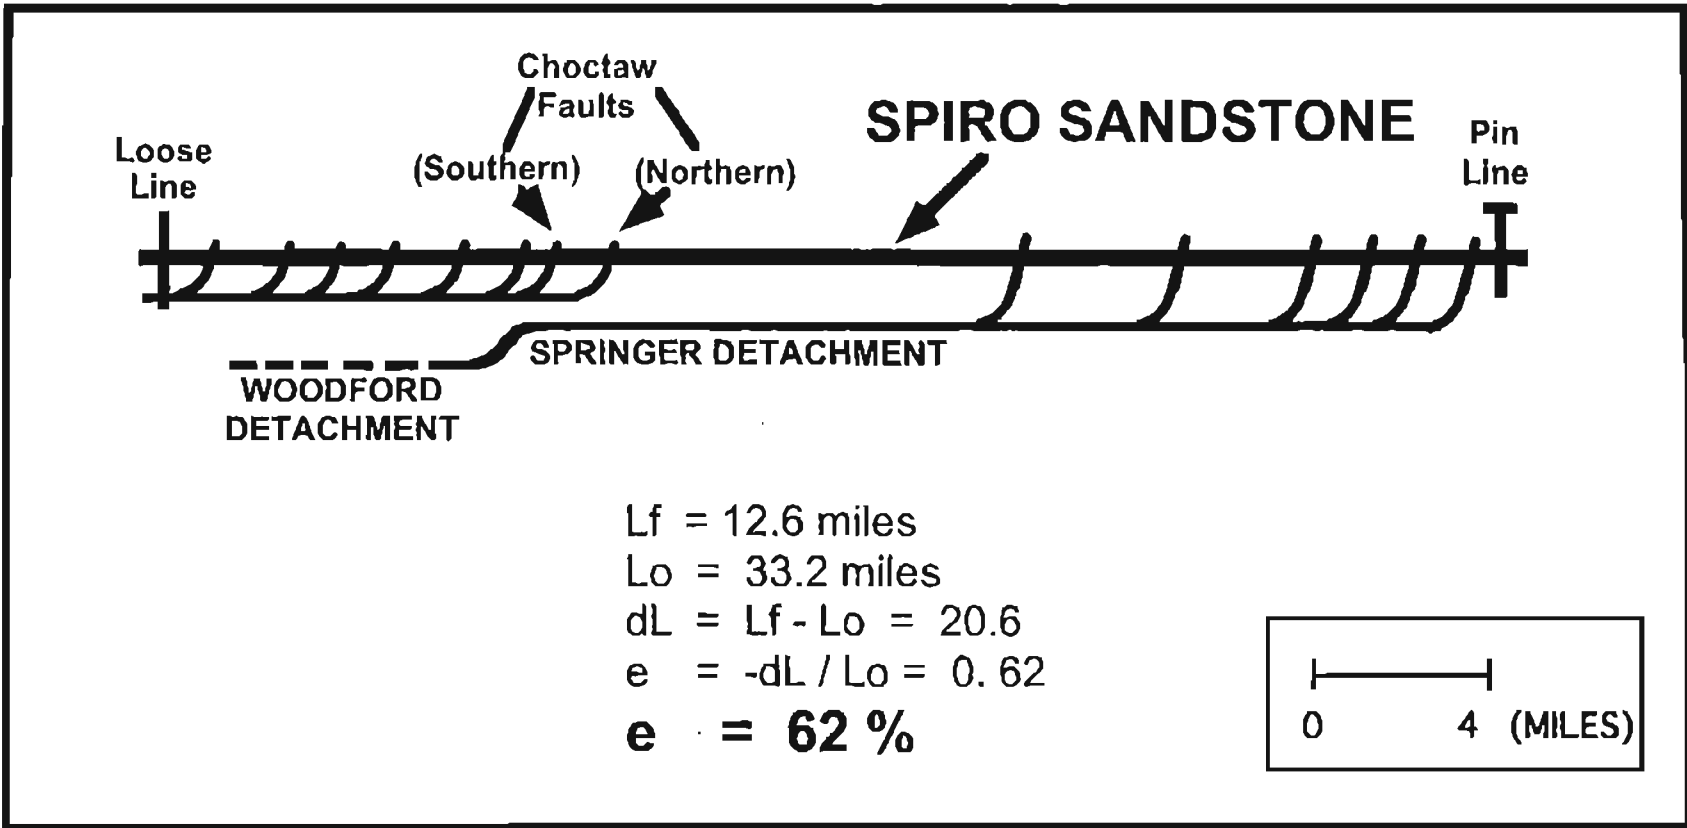 Choctaw
Faults
SPIRO SANDSTONE
Pin
Line
Loose
Line
(Southern)
(Northern)
SPRINGER DETACHMENT
WOODFORD
DETACHMENT
Lf = 12.6 miles
Lo = 33.2 miles
dL = Lf - Lo = 20.6
e = -dL / Lo = 0. 62
e = 62 %
0 4 (MILES)